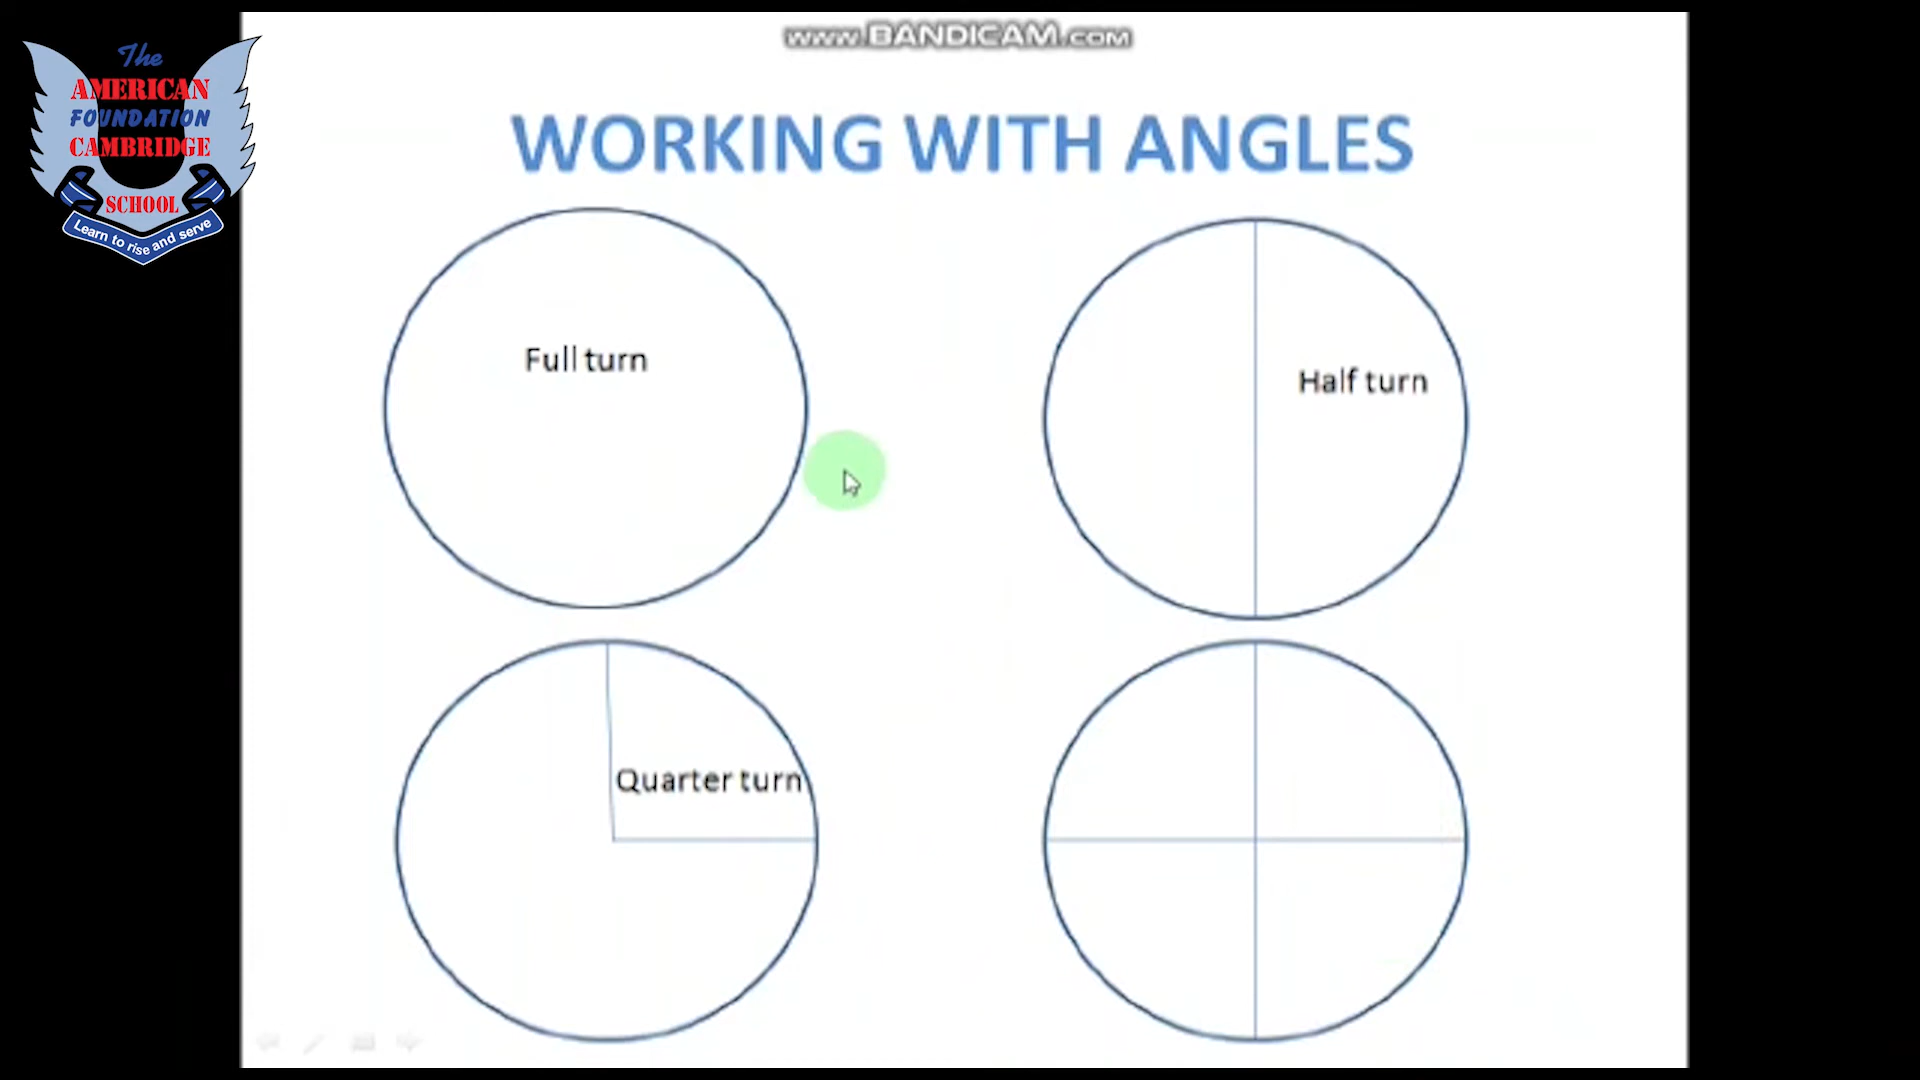 www.BANDICAM.com
The
AMERICAN
FOUNDATION
CAMBRIDGE
SCHOOL
Learn to rise and serve
WORKING WITH ANGLES
Full turn
Half turn
Quarter turn